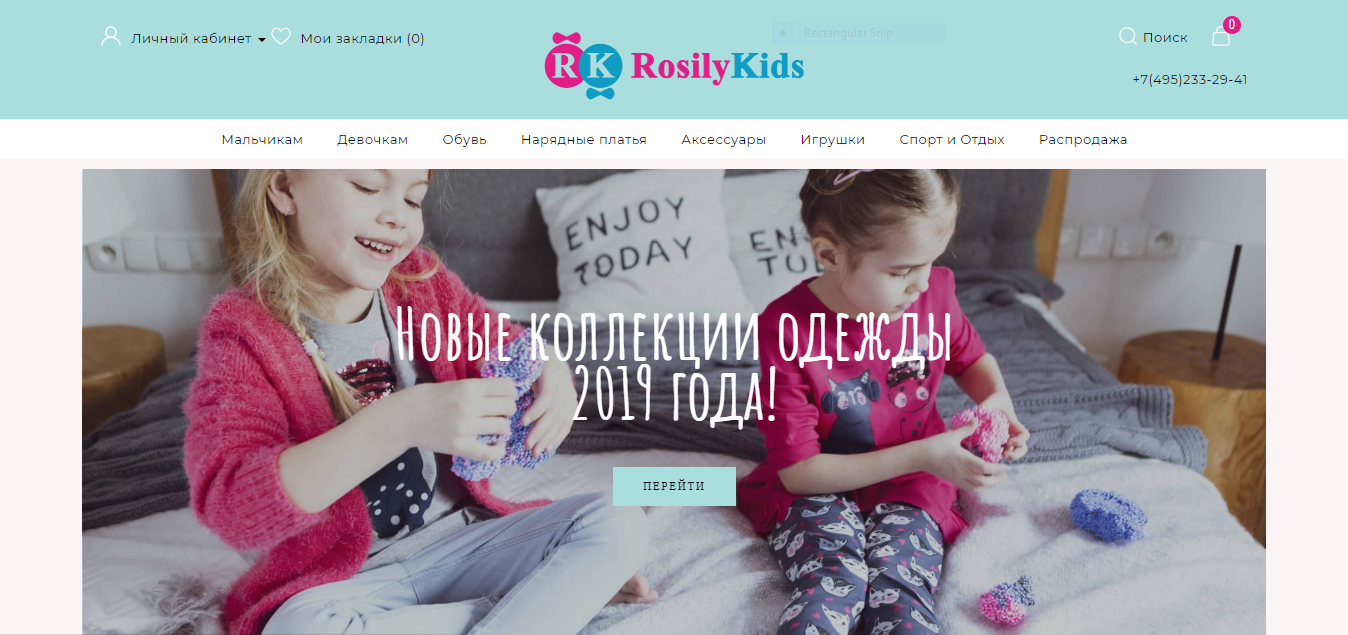 Личный кабинет
Мои закладки (0)
RK RosilyKids
Rectangular Snip
Поиск
0
+7(495)233-29-41
Мальчикам Девочкам Обувь Нарядные платья Аксессуары Игрушки Спорт и Отдых Распродажа
ENJOY
TODAY
EN
TOD
Новые коллекции одежды
2019 года!
ПЕРЕЙТИ